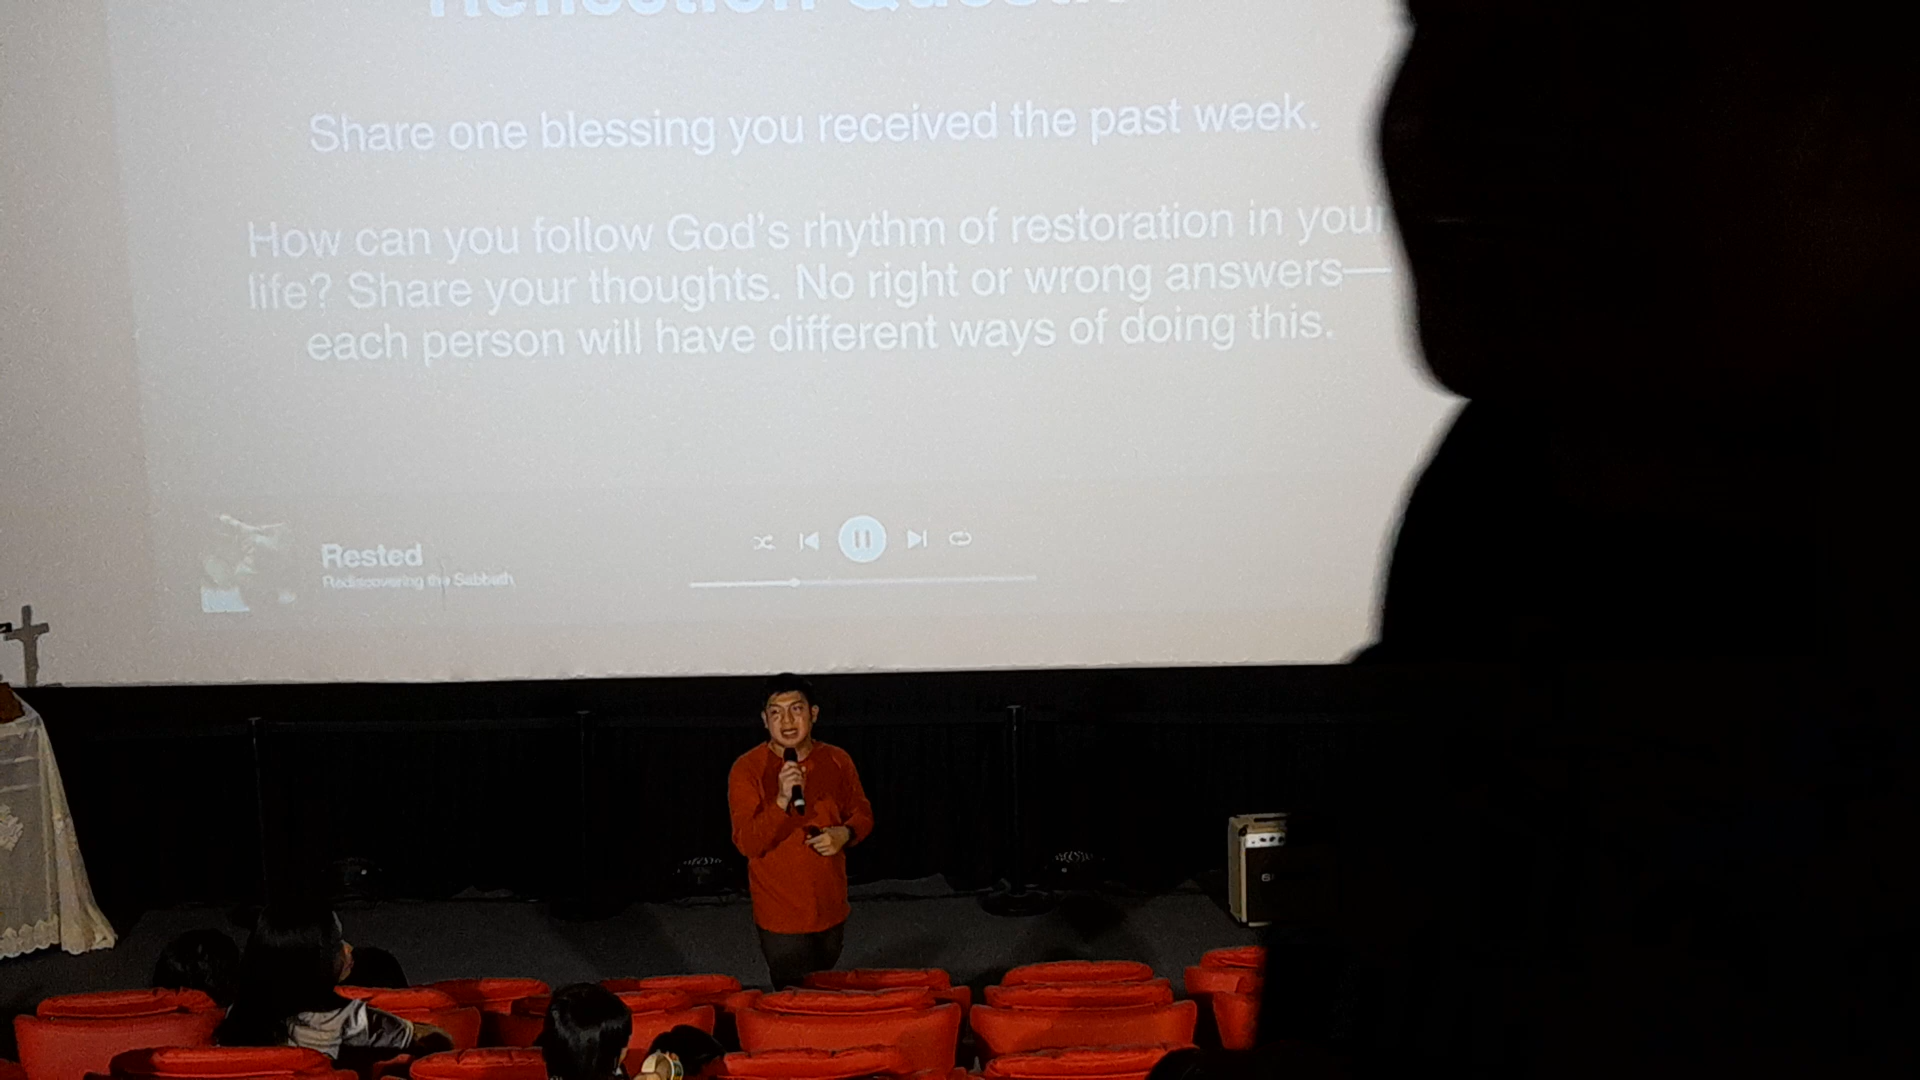 Reflection Questi
Share one blessing you received the past week.
How can you follow God's rhythm of restoration in your
life? Share your thoughts. No right or wrong answers—
each person will have different ways of doing this.
Rested
Rediscovering the Sabbath